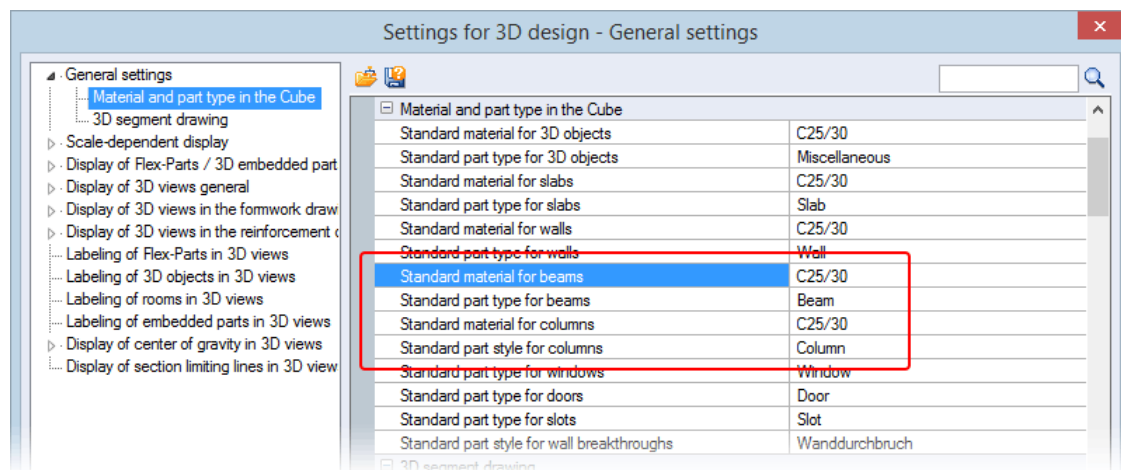 Settings for 3D design - General settings
General settings
Material and part type in the Cube
3D segment drawing
Scale-dependent display
Display of Flex-Parts / 3D embedded part
Display of 3D views general
Display of 3D views in the formwork draw
Display of 3D views in the reinforcement
Labeling of Flex-Parts in 3D views
Labeling of 3D objects in 3D views
Labeling of rooms in 3D views
Labeling of embedded parts in 3D views
Display of center of gravity in 3D views
Display of section limiting lines in 3D view
Material and part type in the Cube
Standard material for 3D objects C25/30
Standard part type for 3D objects Miscellaneous
Standard material for slabs C25/30
Standard part type for slabs Slab
Standard material for walls C25/30
Standard part type for walls Wall
Standard material for beams C25/30
Standard part type for beams Beam
Standard material for columns C25/30
Standard part style for columns Column
Standard part type for windows Window
Standard part type for doors Door
Standard part type for slots Slot
Standard part style for wall breakthroughs Wanddurchbruch
3D segment drawing